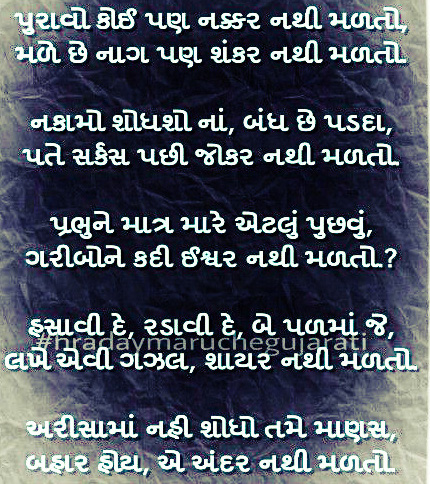 પુરાવો કોઈ પણ નક્કર નથી મળતો,
મળે છે નાગ પણ શંકર નથી મળતો.
નકામો શોધશો નાં, બંધ છે પડદા,
પતે સર્કસ પછી જોકર નથી મળતો.
પ્રભુને માત્ર મારે એટલું પુછવું,
ગરીબોને કદી ઈશ્વર નથી મળતો.?
હસાવી દે, રડાવી દે, બે પળમાં જે,
#hradaymaruchegujarati
લખે એવી ગઝલ, શાયર નથી મળતો.
અરીસામાં નહી શોધો તમે માણસ,
બહાર હોય, એ અંદર નથી મળતો.